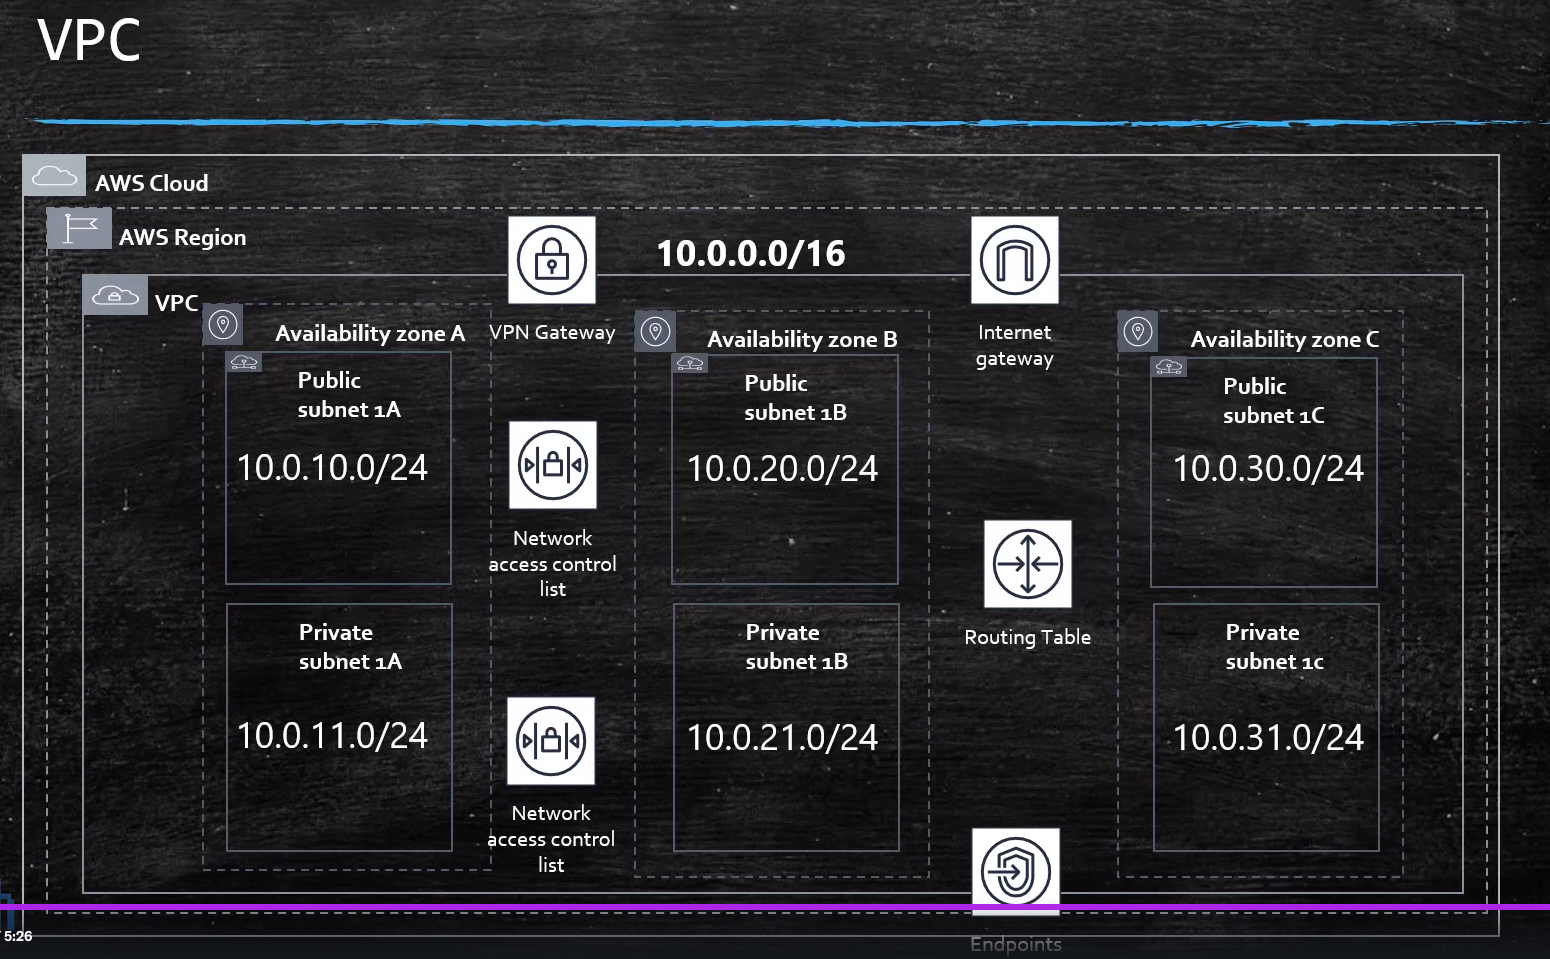 VPC
AWS Cloud
AWS Region
10.0.0.0/16
VPC
Availability zone A
VPN Gateway
Availability zone B
Internet
gateway
Availability zone C
Public
subnet 1A
10.0.10.0/24
Public
subnet 1B
10.0.20.0/24
Public
subnet 1C
10.0.30.0/24
Network
access control
list
Routing Table
Private
subnet 1A
10.0.11.0/24
Private
subnet 1B
10.0.21.0/24
Private
subnet 1c
10.0.31.0/24
Network
access control
list
Endpoints
5:26